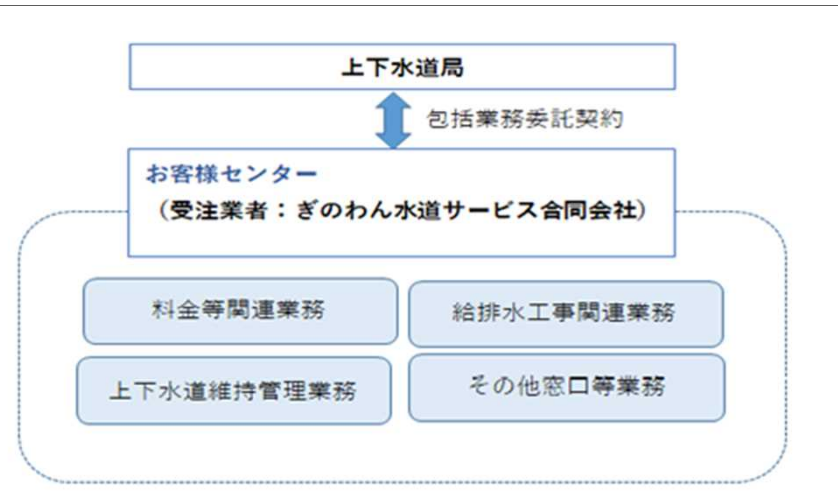 上下水道局
包括業務委託契約
お客様センター
（受注業者：ぎのわん水道サービス合同会社）
料金等関連業務
給排水工事関連業務
上下水道維持管理業務
その他窓口等業務